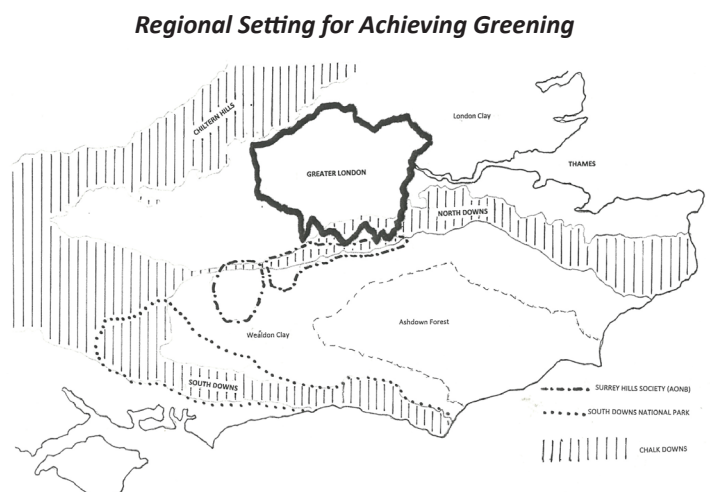 Regional Setting for Achieving Greening
CHILTERN HILLS
London Clay
THAMES
GREATER LONDON
NORTH DOWNS
Wealdon Clay
Ashdown Forest
SOUTH DOWNS
SURREY HILLS SOCIETY (AONB)
SOUTH DOWNS NATIONAL PARK
CHALK DOWNS